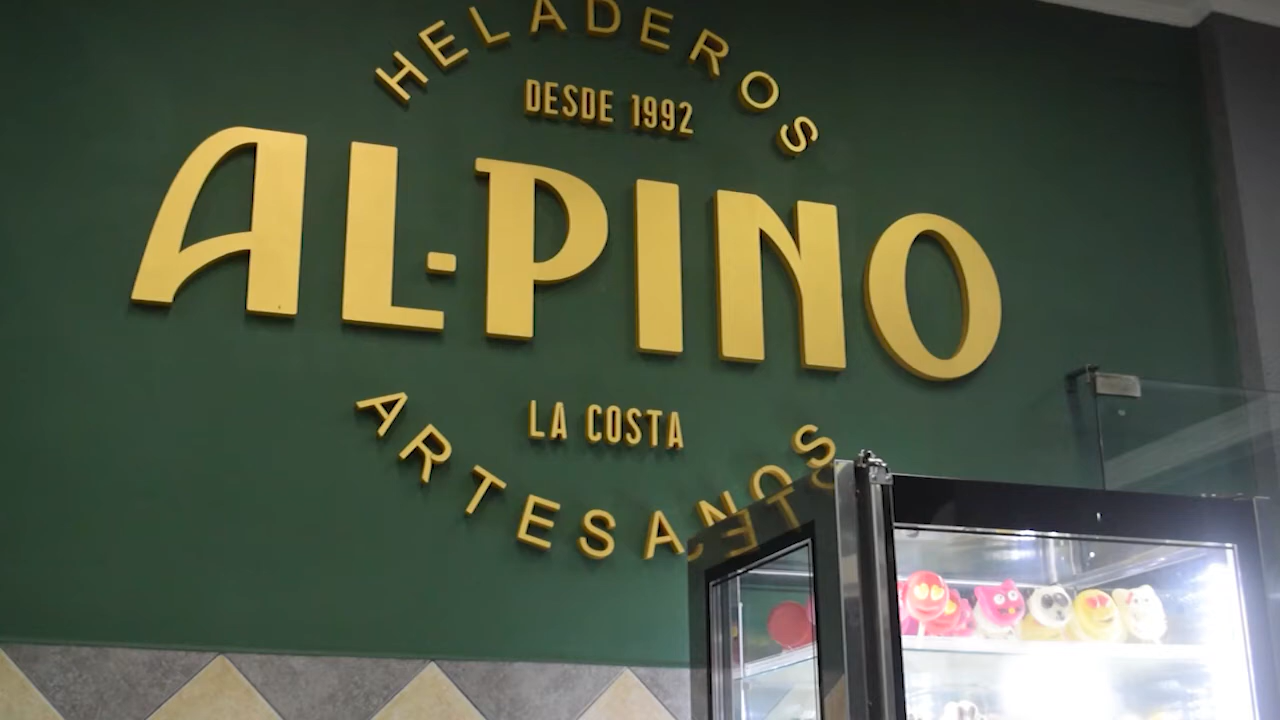 HELADEROS
DESDE 1992
AL·PINO
LA COSTA
ARTESANOS